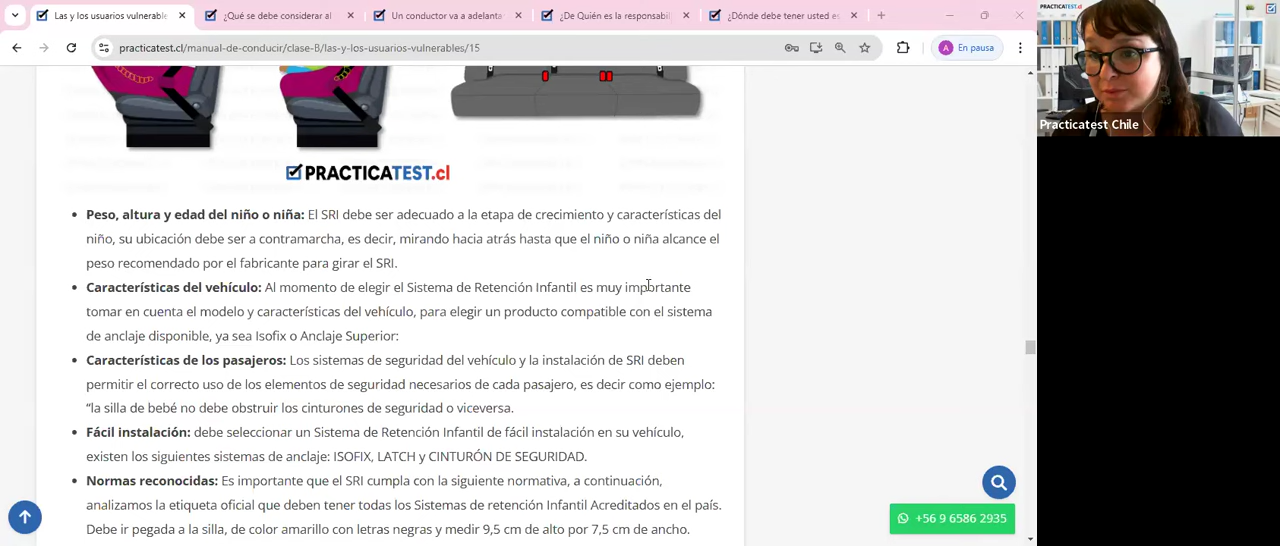 Las y los usuarios vulnerable
¿Qué se debe considerar al
Un conductor va a adelanta
¿De Quién es la responsabil
¿Dónde debe tener usted es
practicatest.cl/manual-de-conducir/clase-B/las-y-los-usuarios-vulnerables/15
A En pausa
Practicatest Chile
PRACTICATEST.cl
• Peso, altura y edad del niño o niña: El SRI debe ser adecuado a la etapa de crecimiento y características del
niño, su ubicación debe ser a contramarcha, es decir, mirando hacia atrás hasta que el niño o niña alcance el
peso recomendado por el fabricante para girar el SRI.
• Características del vehículo: Al momento de elegir el Sistema de Retención Infantil es muy importante
tomar en cuenta el modelo y características del vehículo, para elegir un producto compatible con el sistema
de anclaje disponible, ya sea Isofix o Anclaje Superior:
• Características de los pasajeros: Los sistemas de seguridad del vehículo y la instalación de SRI deben
permitir el correcto uso de los elementos de seguridad necesarios de cada pasajero, es decir como ejemplo:
“la silla de bebé no debe obstruir los cinturones de seguridad o viceversa.
• Fácil instalación: debe seleccionar un Sistema de Retención Infantil de fácil instalación en su vehículo,
existen los siguientes sistemas de anclaje: ISOFIX, LATCH y CINTURÓN DE SEGURIDAD.
• Normas reconocidas: Es importante que el SRI cumpla con la siguiente normativa, a continuación,
analizamos la etiqueta oficial que deben tener todas los Sistemas de retención Infantil Acreditados en el país.
Debe ir pegada a la silla, de color amarillo con letras negras y medir 9,5 cm de alto por 7,5 cm de ancho.
+56 9 6586 2935